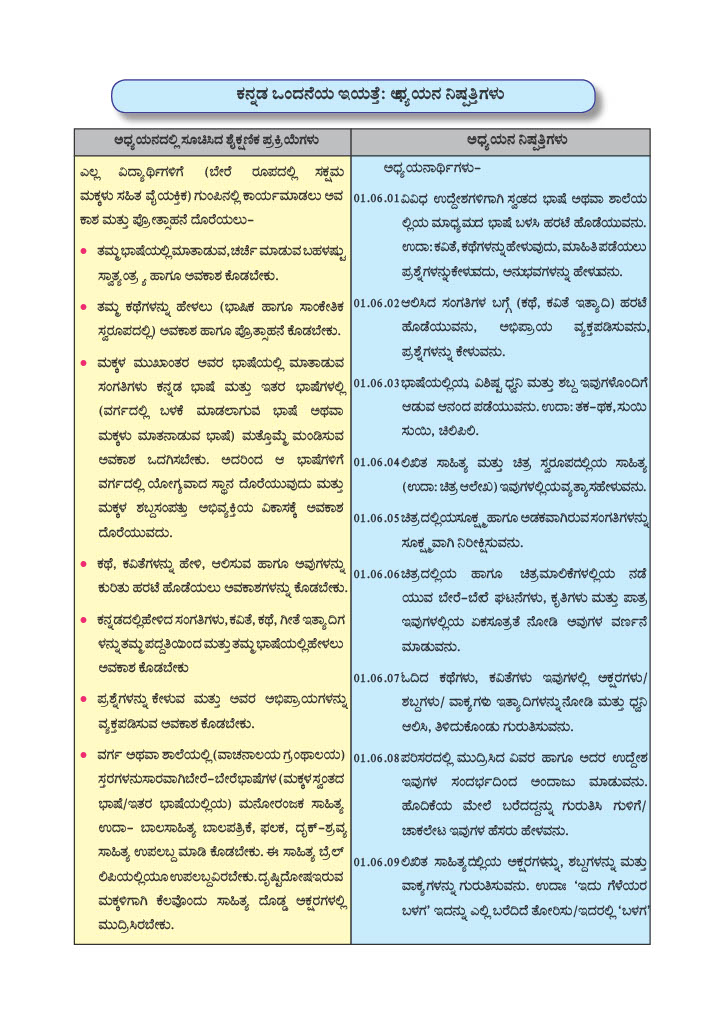 ಕನ್ನಡ ಒಂದನೆಯ ಇಯತ್ತೆ: ಅಧ್ಯಯನ ನಿಷ್ಪತ್ತಿಗಳು
ಅಧ್ಯಯನದಲ್ಲಿ ಸೂಚಿಸಿದ ಶೈಕ್ಷಣಿಕ ಪ್ರಕ್ರಿಯೆಗಳು
ಎಲ್ಲ ವಿದ್ಯಾರ್ಥಿಗಳಿಗೆ (ಬೇರೆ ರೂಪದಲ್ಲಿ ಸಕ್ಷಮ
ಮಕ್ಕಳು ಸಹಿತ ವೈಯಕ್ತಿಕ) ಗುಂಪಿನಲ್ಲಿ ಕಾರ್ಯಮಾಡಲು ಅವ
ಕಾಶ ಮತ್ತು ಪ್ರೋತ್ಸಾಹನೆ ದೊರೆಯಲು–
• ತಮ್ಮ ಭಾಷೆಯಲ್ಲಿ ಮಾತಾಡುವ, ಚರ್ಚೆ ಮಾಡುವ ಬಹಳಷ್ಟು
ಸ್ವಾತ್ಯಂತ್ರ್ಯ ಹಾಗೂ ಅವಕಾಶ ಕೊಡಬೇಕು.
• ತಮ್ಮ ಕಥೆಗಳನ್ನು ಹೇಳಲು (ಭಾಷಿಕ ಹಾಗೂ ಸಾಂಕೇತಿಕ
ಸ್ವರೂಪದಲ್ಲಿ) ಅವಕಾಶ ಹಾಗೂ ಪ್ರೊತ್ಸಾಹನೆ ಕೊಡಬೇಕು.
• ಮಕ್ಕಳ ಮುಖಾಂತರ ಅವರ ಭಾಷೆಯಲ್ಲಿ ಮಾತಾಡುವ
ಸಂಗತಿಗಳು ಕನ್ನಡ ಭಾಷೆ ಮತ್ತು ಇತರ ಭಾಷೆಗಳಲ್ಲಿ
(ವರ್ಗದಲ್ಲಿ ಬಳಕೆ ಮಾಡಲಾಗುವ ಭಾಷೆ ಅಥವಾ
ಮಕ್ಕಳು ಮಾತನಾಡುವ ಭಾಷೆ) ಮತ್ತೊಮ್ಮೆ ಮಂಡಿಸುವ
ಅವಕಾಶ ಒದಗಿಸಬೇಕು. ಅದರಿಂದ ಆ ಭಾಷೆಗಳಿಗೆ
ವರ್ಗದಲ್ಲಿ ಯೋಗ್ಯವಾದ ಸ್ಥಾನ ದೊರೆಯುವುದು ಮತ್ತು
ಮಕ್ಕಳ ಶಬ್ದಸಂಪತ್ತು ಅಭಿವ್ಯಕ್ತಿಯ ವಿಕಾಸಕ್ಕೆ ಅವಕಾಶ
ದೊರೆಯುವದು.
• ಕಥೆ, ಕವಿತೆಗಳನ್ನು ಹೇಳಿ, ಆಲಿಸುವ ಹಾಗೂ ಅವುಗಳನ್ನು
ಕುರಿತು ಹರಟೆ ಹೊಡೆಯಲು ಅವಕಾಶಗಳನ್ನು ಕೊಡಬೇಕು.
• ಕನ್ನಡದಲ್ಲಿ ಹೇಳಿದ ಸಂಗತಿಗಳು, ಕವಿತೆ, ಕಥೆ, ಗೀತೆ ಇತ್ಯಾದಿಗ
ಳನ್ನು ತಮ್ಮ ಪದ್ದತಿಯಿಂದ ಮತ್ತು ತಮ್ಮ ಭಾಷೆಯಲ್ಲಿ ಹೇಳಲು
ಅವಕಾಶ ಕೊಡಬೇಕು
• ಪ್ರಶ್ನೆಗಳನ್ನು ಕೇಳುವ ಮತ್ತು ಅವರ ಅಭಿಪ್ರಾಯಗಳನ್ನು
ವ್ಯಕ್ತಪಡಿಸುವ ಅವಕಾಶ ಕೊಡಬೇಕು.
• ವರ್ಗ ಅಥವಾ ಶಾಲೆಯಲ್ಲಿ (ವಾಚನಾಲಯ ಗ್ರಂಥಾಲಯ)
ಸ್ತರಗಳನುಸಾರವಾಗಿ ಬೇರೆ–ಬೇರೆ ಭಾಷೆಗಳ (ಮಕ್ಕಳ ಸ್ವಂತದ
ಭಾಷೆ/ಇತರ ಭಾಷೆಯಲ್ಲಿಯ) ಮನೋರಂಜಕ ಸಾಹಿತ್ಯ
ಉದಾ– ಬಾಲಸಾಹಿತ್ಯ ಬಾಲಪತ್ರಿಕೆ, ಫಲಕ, ದೃಕ್–ಶ್ರವ್ಯ
ಸಾಹಿತ್ಯ ಉಪಲಬ್ದ ಮಾಡಿ ಕೊಡಬೇಕು. ಈ ಸಾಹಿತ್ಯ ಬ್ರೆಲ್
ಲಿಪಿಯಲ್ಲಿಯೂ ಉಪಲಬ್ದವಿರಬೇಕು. ದೃಷ್ಟಿದೋಷ ಇರುವ
ಮಕ್ಕಳಿಗಾಗಿ ಕೆಲವೊಂದು ಸಾಹಿತ್ಯ ದೊಡ್ಡ ಅಕ್ಷರಗಳಲ್ಲಿ
ಮುದ್ರಿಸಿರಬೇಕು.
ಅಧ್ಯಯನ ನಿಷ್ಪತ್ತಿಗಳು
ಅಧ್ಯಯನಾರ್ಥಿಗಳು–
01.06.01 ವಿವಿಧ ಉದ್ದೇಶಗಳಿಗಾಗಿ ಸ್ವಂತದ ಭಾಷೆ ಅಥವಾ ಶಾಲೆಯ
ಲ್ಲಿಯ ಮಾಧ್ಯಮದ ಭಾಷೆ ಬಳಸಿ ಹರಟೆ ಹೊಡೆಯುವನು.
ಉದಾ: ಕವಿತೆ, ಕಥೆಗಳನ್ನು ಹೇಳುವುದು, ಮಾಹಿತಿ ಪಡೆಯಲು
ಪ್ರಶ್ನೆಗಳನ್ನು ಕೇಳುವದು, ಅನುಭವಗಳನ್ನು ಹೇಳುವನು.
01.06.02 ಆಲಿಸಿದ ಸಂಗತಿಗಳ ಬಗ್ಗೆ (ಕಥೆ, ಕವಿತೆ ಇತ್ಯಾದಿ) ಹರಟೆ
ಹೊಡೆಯುವನು, ಅಭಿಪ್ರಾಯ ವ್ಯಕ್ತಪಡಿಸುವನು,
ಪ್ರಶ್ನೆಗಳನ್ನು ಕೇಳುವನು.
01.06.03 ಭಾಷೆಯಲ್ಲಿಯ, ವಿಶಿಷ್ಟ ಧ್ವನಿ ಮತ್ತು ಶಬ್ದ ಇವುಗಳೊಂದಿಗೆ
ಆಡುವ ಆನಂದ ಪಡೆಯುವನು. ಉದಾ: ತಕ–ಥಕ, ಸುಯಿ
ಸುಯಿ, ಚಿಲಿಪಿಲಿ.
01.06.04 ಲಿಖಿತ ಸಾಹಿತ್ಯ ಮತ್ತು ಚಿತ್ರ ಸ್ವರೂಪದಲ್ಲಿಯ ಸಾಹಿತ್ಯ
(ಉದಾ: ಚಿತ್ರ ಆಲೇಖ) ಇವುಗಳಲ್ಲಿಯ ವ್ಯತ್ಯಾಸ ಹೇಳುವನು.
01.06.05 ಚಿತ್ರದಲ್ಲಿಯ ಸೂಕ್ಷ್ಮ ಹಾಗೂ ಅಡಕವಾಗಿರುವ ಸಂಗತಿಗಳನ್ನು
ಸೂಕ್ಷ್ಮವಾಗಿ ನಿರೀಕ್ಷಿಸುವನು.
01.06.06 ಚಿತ್ರದಲ್ಲಿಯ ಹಾಗೂ ಚಿತ್ರಮಾಲಿಕೆಗಳಲ್ಲಿಯ ನಡೆ
ಯುವ ಬೇರೆ–ಬೇರೆ ಘಟನೆಗಳು, ಕೃತಿಗಳು ಮತ್ತು ಪಾತ್ರ
ಇವುಗಳಲ್ಲಿಯ ಏಕಸೂತ್ರತೆ ನೋಡಿ ಅವುಗಳ ವರ್ಣನೆ
ಮಾಡುವನು.
01.06.07 ಓದಿದ ಕಥೆಗಳು, ಕವಿತೆಗಳು ಇವುಗಳಲ್ಲಿ ಅಕ್ಷರಗಳು/
ಶಬ್ದಗಳು/ ವಾಕ್ಯಗಳು ಇತ್ಯಾದಿಗಳನ್ನು ನೋಡಿ ಮತ್ತು ಧ್ವನಿ
ಆಲಿಸಿ, ತಿಳಿದುಕೊಂಡು ಗುರುತಿಸುವನು.
01.06.08 ಪರಿಸರದಲ್ಲಿ ಮುದ್ರಿಸಿದ ವಿವರ ಹಾಗೂ ಅದರ ಉದ್ದೇಶ
ಇವುಗಳ ಸಂದರ್ಭದಿಂದ ಅಂದಾಜು ಮಾಡುವನು.
ಹೊದಿಕೆಯ ಮೇಲೆ ಬರೆದದ್ದನ್ನು ಗುರುತಿಸಿ ಗುಳಿಗೆ/
ಚಾಕಲೇಟ ಇವುಗಳ ಹೆಸರು ಹೇಳವನು.
01.06.09 ಲಿಖಿತ ಸಾಹಿತ್ಯದಲ್ಲಿಯ ಅಕ್ಷರಗಳನ್ನು, ಶಬ್ದಗಳನ್ನು ಮತ್ತು
ವಾಕ್ಯಗಳನ್ನು ಗುರುತಿಸುವನು. ಉದಾ: ‘ಇದು ಗೆಳೆಯರ
ಬಳಗ’ ಇದನ್ನು ಎಲ್ಲಿ ಬರೆದಿದೆ ತೋರಿಸು/ಇದರಲ್ಲಿ ‘ಬಳಗ’